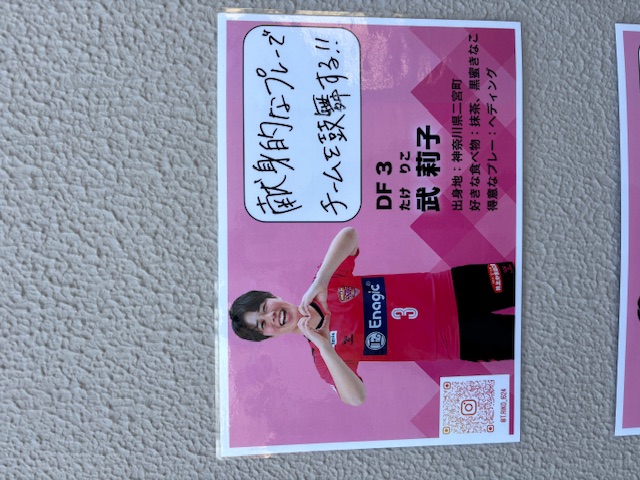 献身的なプレーで
チームを鼓舞する!!
DF 3
たけ りこ
武 莉子
出身地：神奈川県二宮町
好きな食べ物：抹茶、黒蜜きなこ
得意なプレー：ヘディング
Enagic
3
@T.RIKO_I624